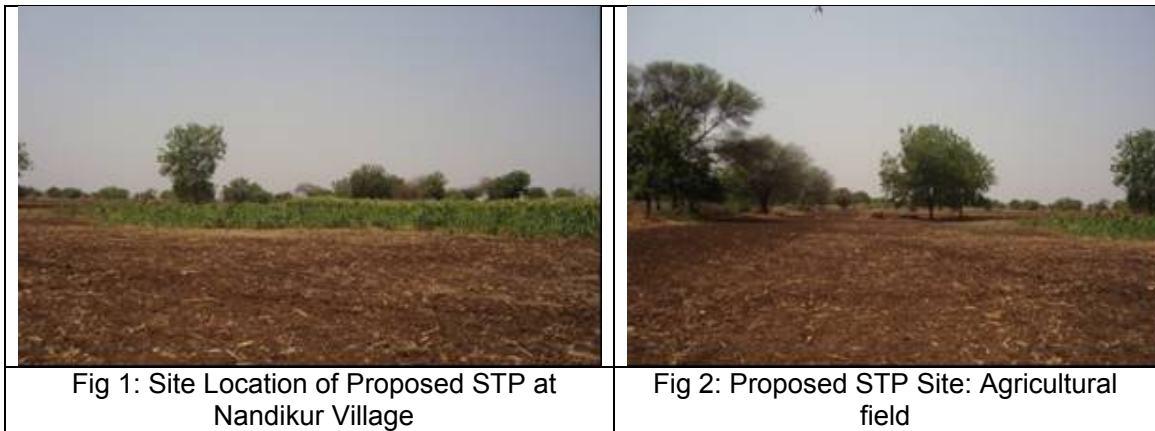 Fig 1: Site Location of Proposed STP at
Nandikur Village
Fig 2: Proposed STP Site: Agricultural
field